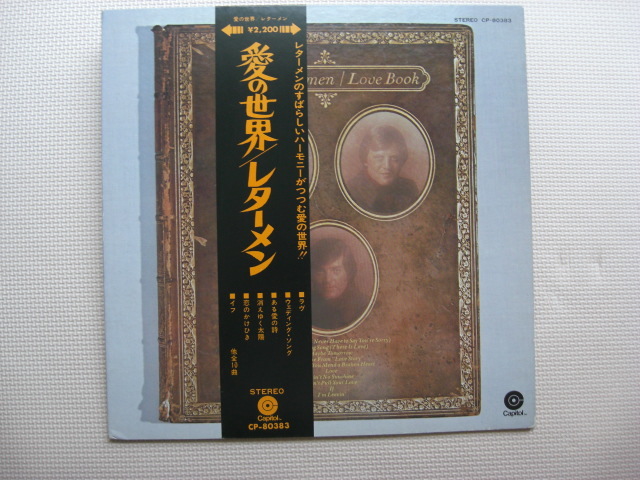 STEREO CP-80383
愛の世界/レターメン
¥2,200
men / Love Book
レターメンのすばらしいハーモニーがつつむ愛の世界!!
愛の世界/レターメン
■ラヴ
■ウェディング・ソング
■ある愛の詩
■消えゆく太陽
■恋のかけひき
■イフ
他全10曲
STEREO
Capitol
CP-80383
Love
If
I'm Leavin'
Capitol